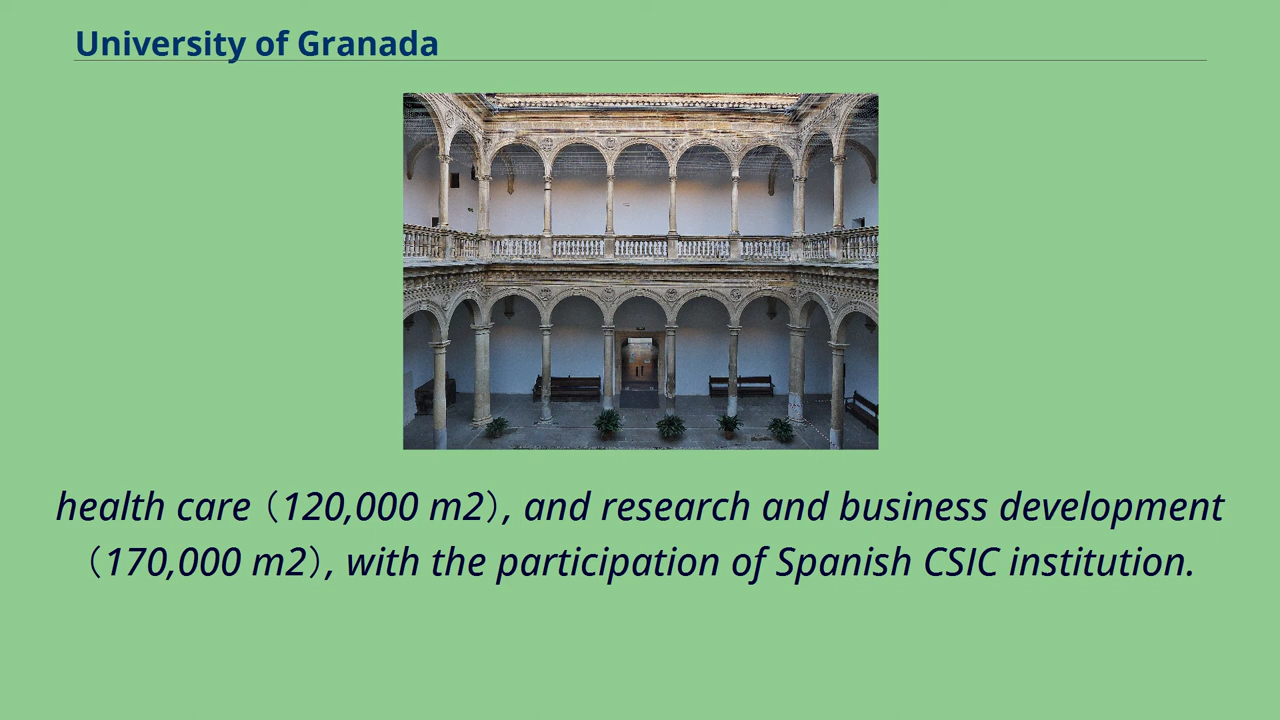 University of Granada
health care（120,000 m2）, and research and business development
（170,000 m2）, with the participation of Spanish CSIC institution.